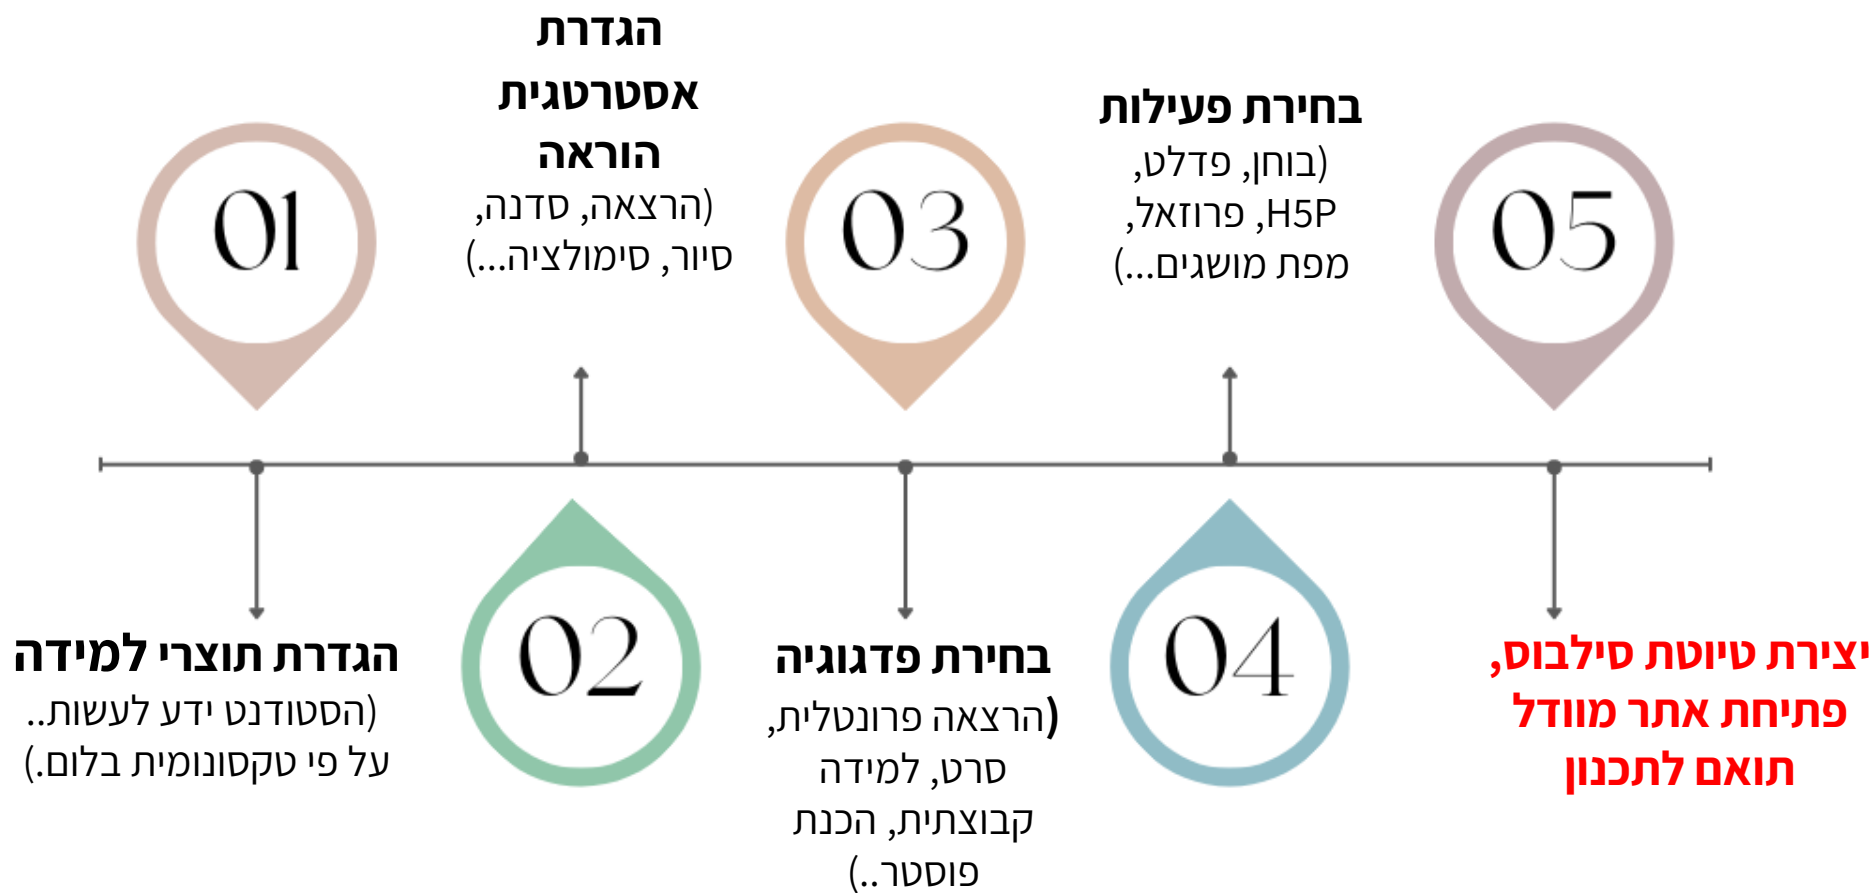 01
הגדרת תוצרי למידה
(הסטודנט ידע לעשות..
על פי טקסונומית בלום.)
02
הגדרת
אסטרטגית
הוראה
(הרצאה, סדנה,
סיור, סימולציה...)
03
בחירת פדגוגיה
(הרצאה פרונטלית,
סרט, למידה
קבוצתית, הכנת
פוסטר..)
04
בחירת פעילות
(בוחן, פדלט,
H5P, פרוזאל,
מפת מושגים...)
05
יצירת טיוטת סילבוס,
פתיחת אתר מוודל
תואם לתכנון